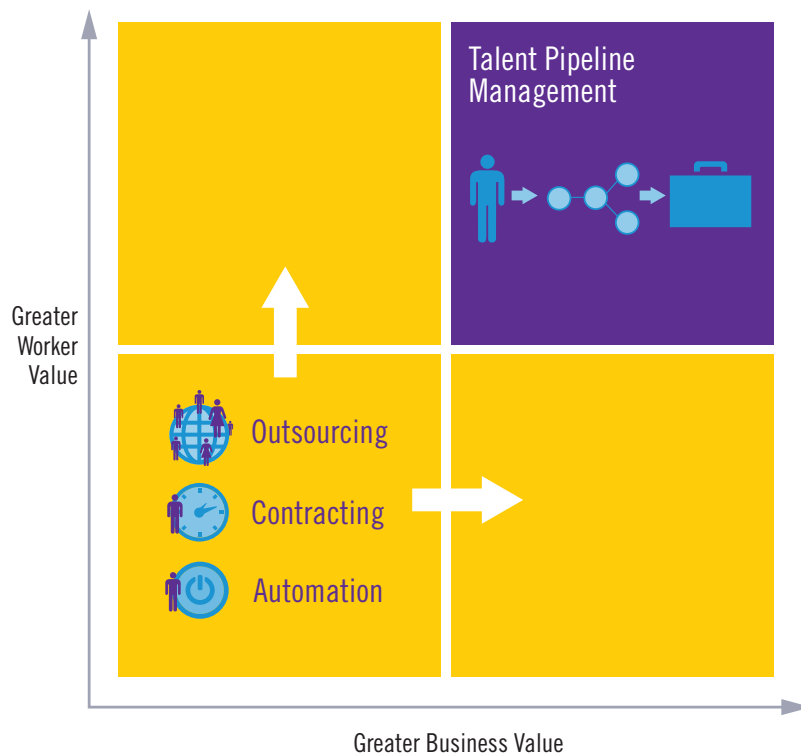 Talent Pipeline
Management
Greater
Worker
Value
Outsourcing
Contracting
Automation
Greater Business Value